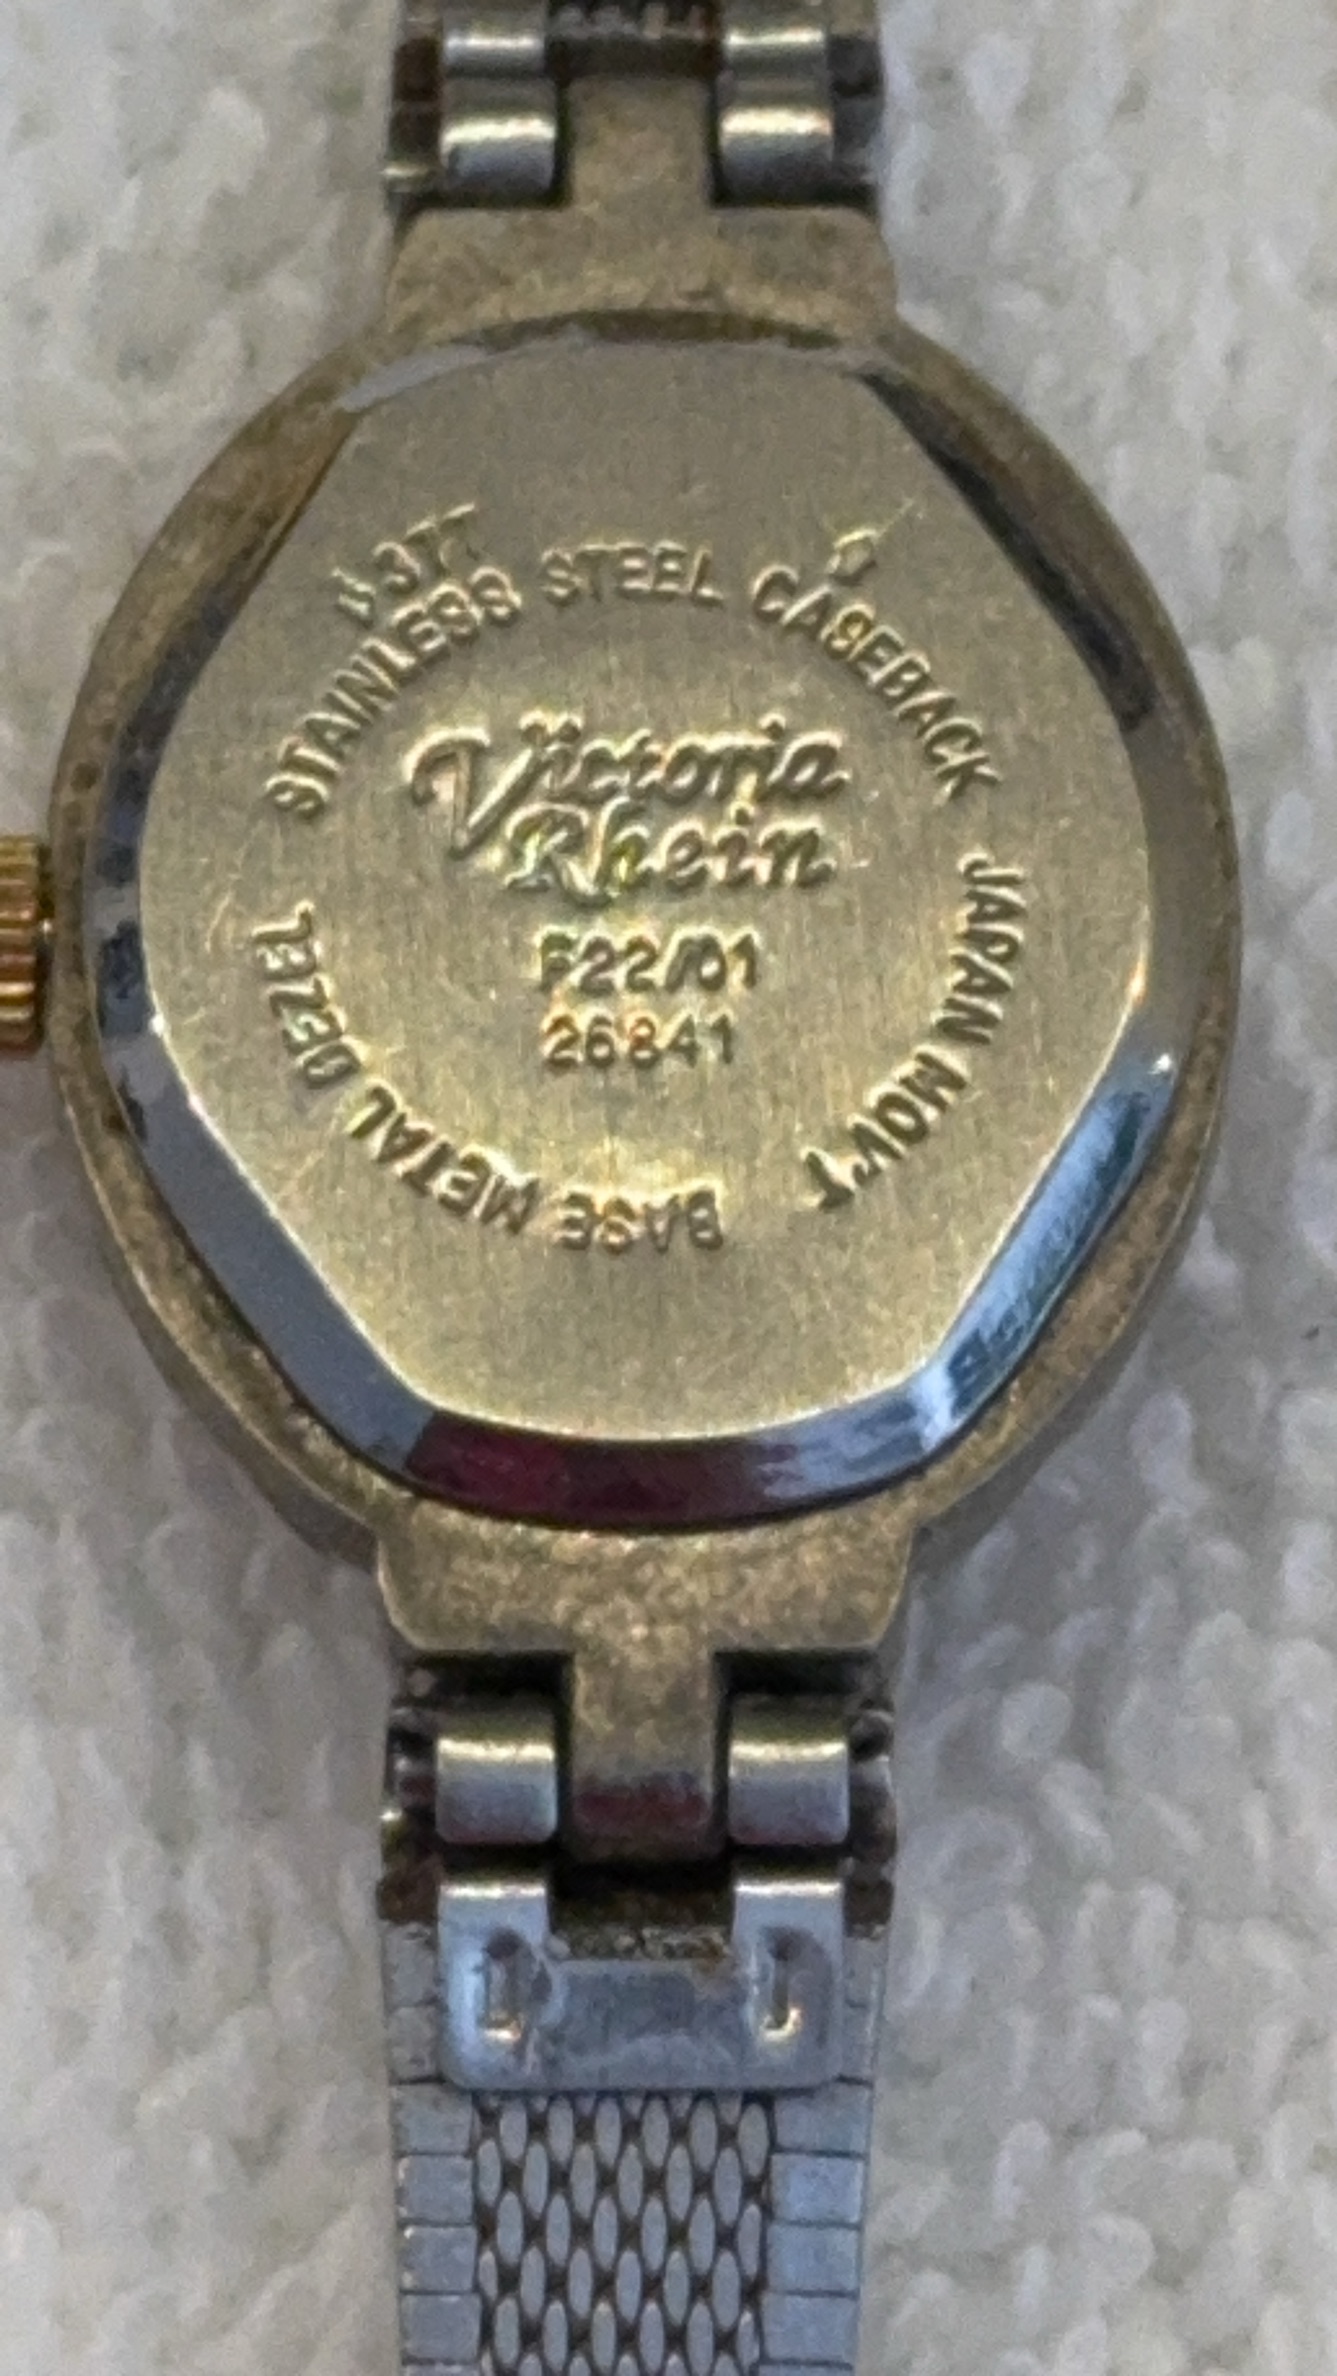 STAINLESS STEEL CASEBACK
Victoria
Rhein
F22/01
26841
JAPAN MOV'T
BASE METAL BEZEL